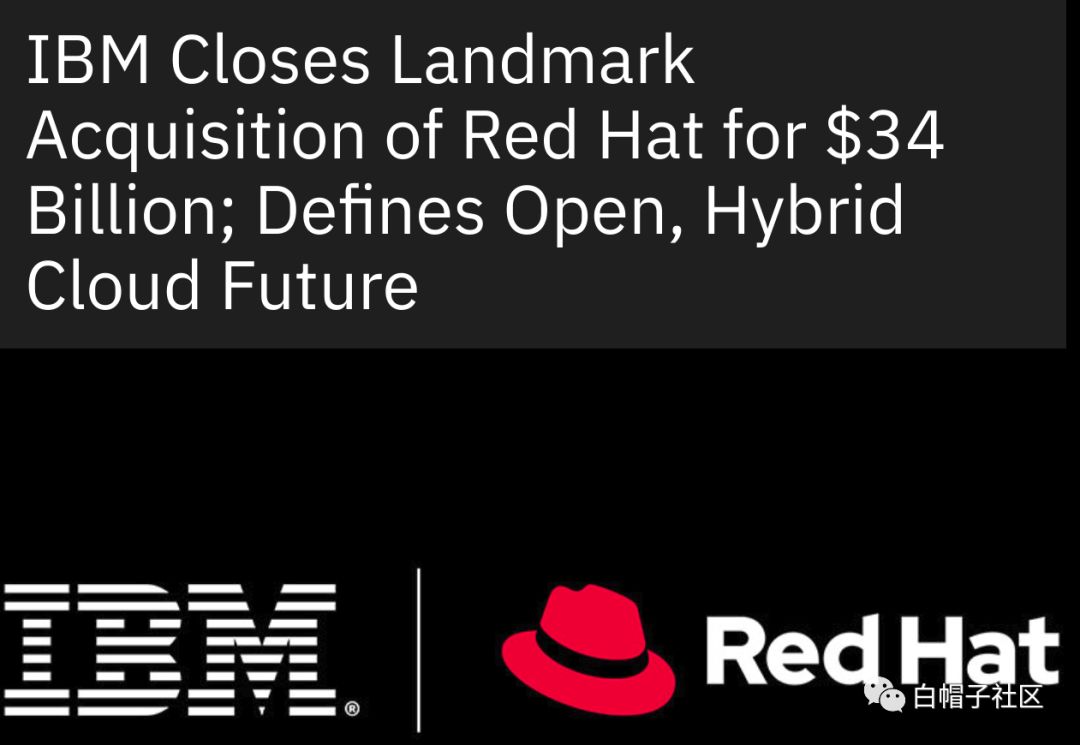 IBM Closes Landmark
Acquisition of Red Hat for $34
Billion; Defines Open, Hybrid
Cloud Future
IBM®
Red Hat
白帽子社区